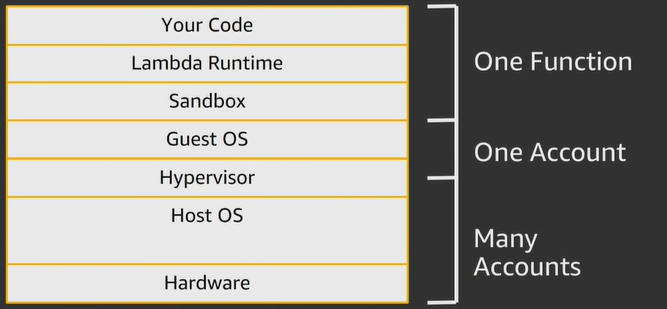 Your Code
Lambda Runtime
Sandbox
Guest OS
Hypervisor
Host OS
Hardware
One Function
One Account
Many
Accounts